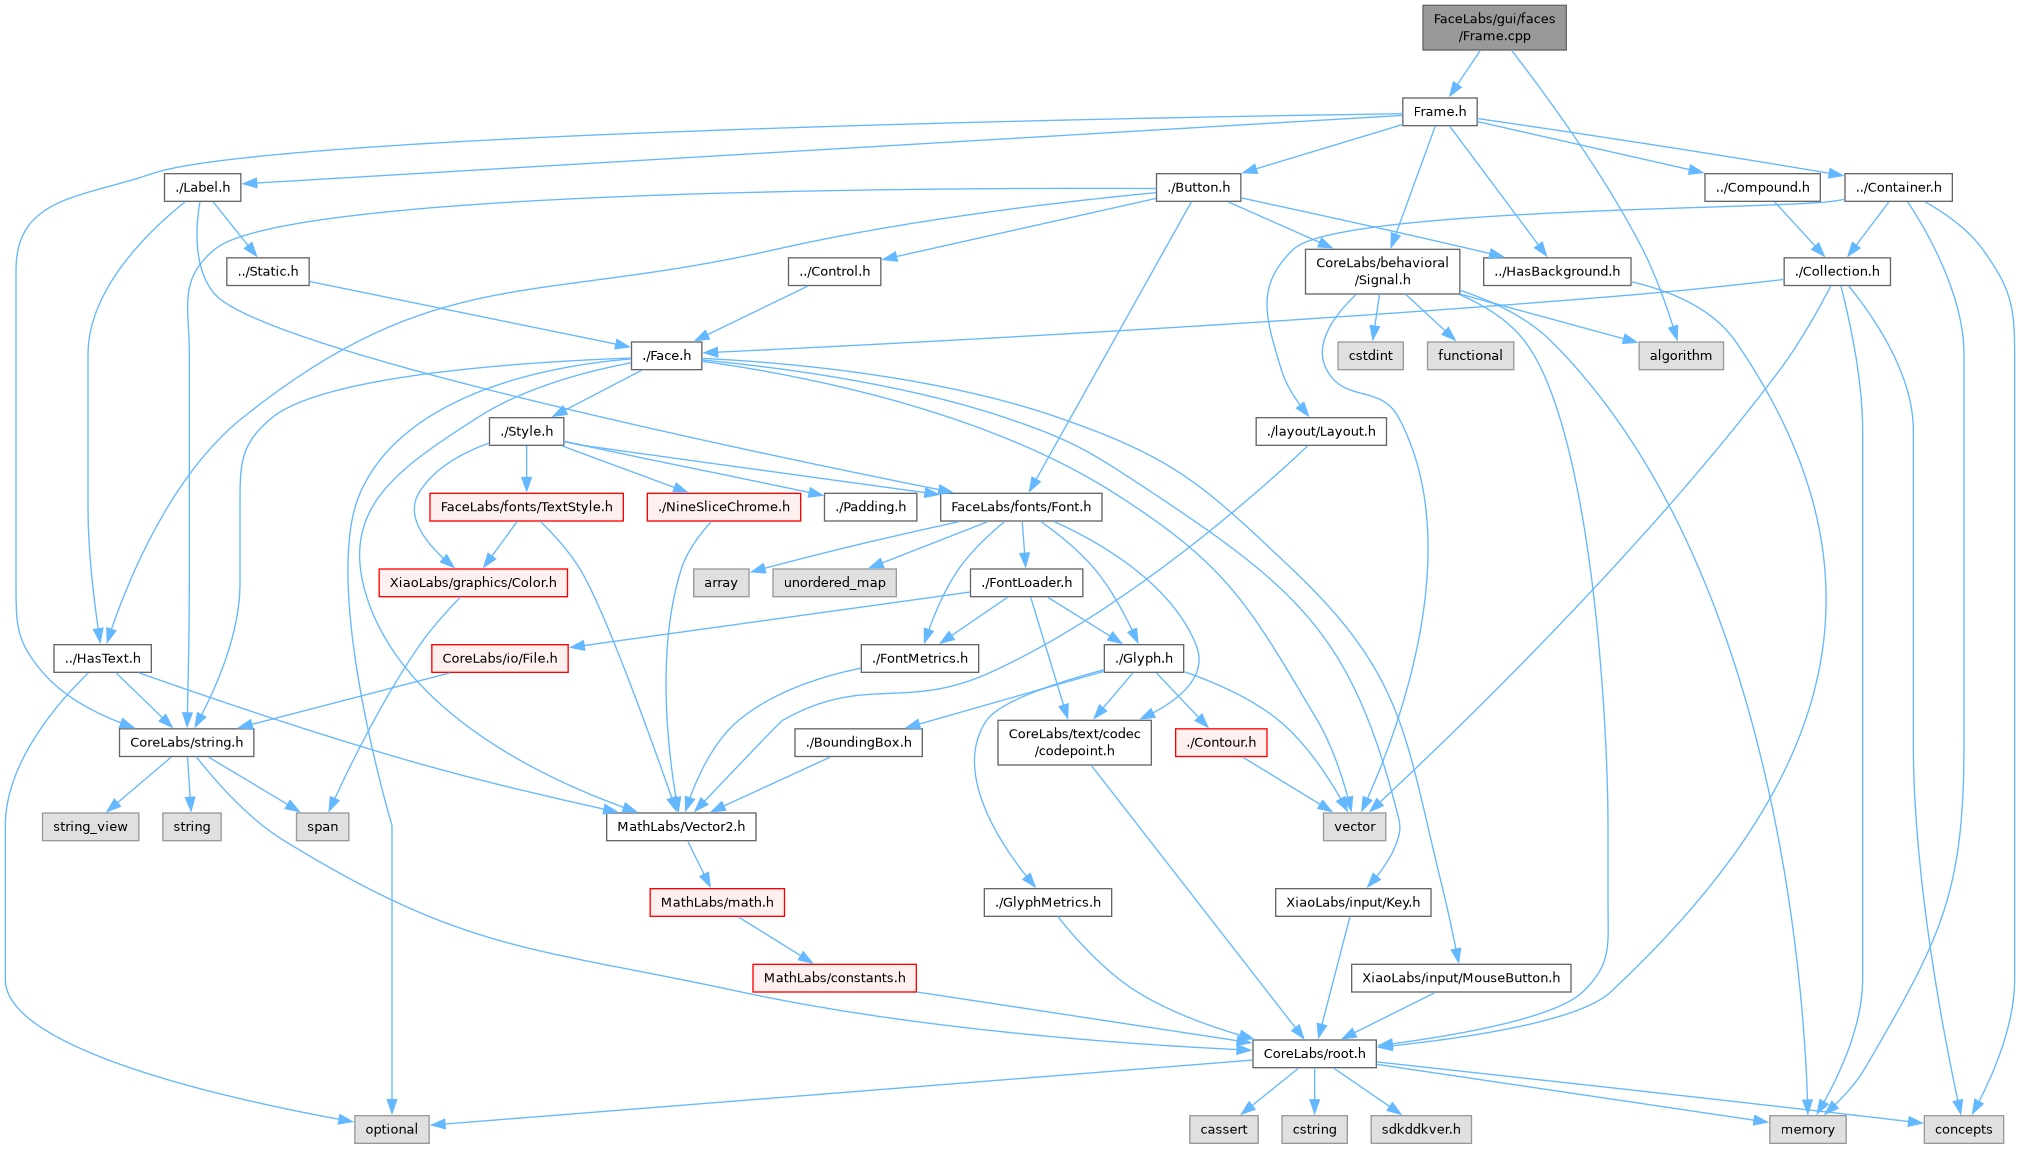 FaceLabs/gui/faces
/Frame.cpp
Frame.h
./Label.h
./Button.h
../Compound.h
../Container.h
../Static.h
../Control.h
CoreLabs/behavioral
/Signal.h
../HasBackground.h
./Collection.h
./Face.h
cstdint
functional
algorithm
./Style.h
./layout/Layout.h
FaceLabs/fonts/TextStyle.h
./NineSliceChrome.h
./Padding.h
FaceLabs/fonts/Font.h
XiaoLabs/graphics/Color.h
array
unordered_map
./FontLoader.h
../HasText.h
CoreLabs/io/File.h
./FontMetrics.h
./Glyph.h
CoreLabs/string.h
./BoundingBox.h
CoreLabs/text/codec
/codepoint.h
./Contour.h
string_view
string
span
MathLabs/Vector2.h
vector
MathLabs/math.h
./GlyphMetrics.h
XiaoLabs/input/Key.h
MathLabs/constants.h
XiaoLabs/input/MouseButton.h
CoreLabs/root.h
optional
cassert
cstring
sdkddkver.h
memory
concepts